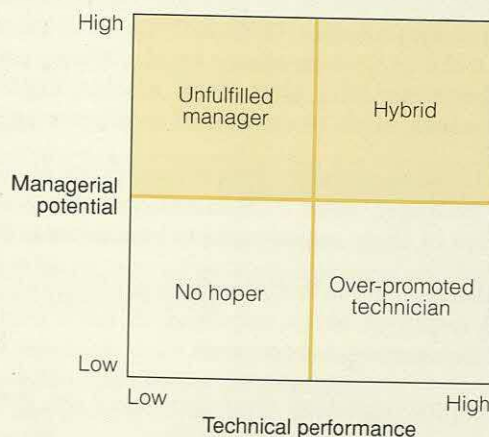 High
Unfulfilled
manager
Hybrid
Managerial
potential
No hoper
Over-promoted
technician
Low
Low
High
Technical performance